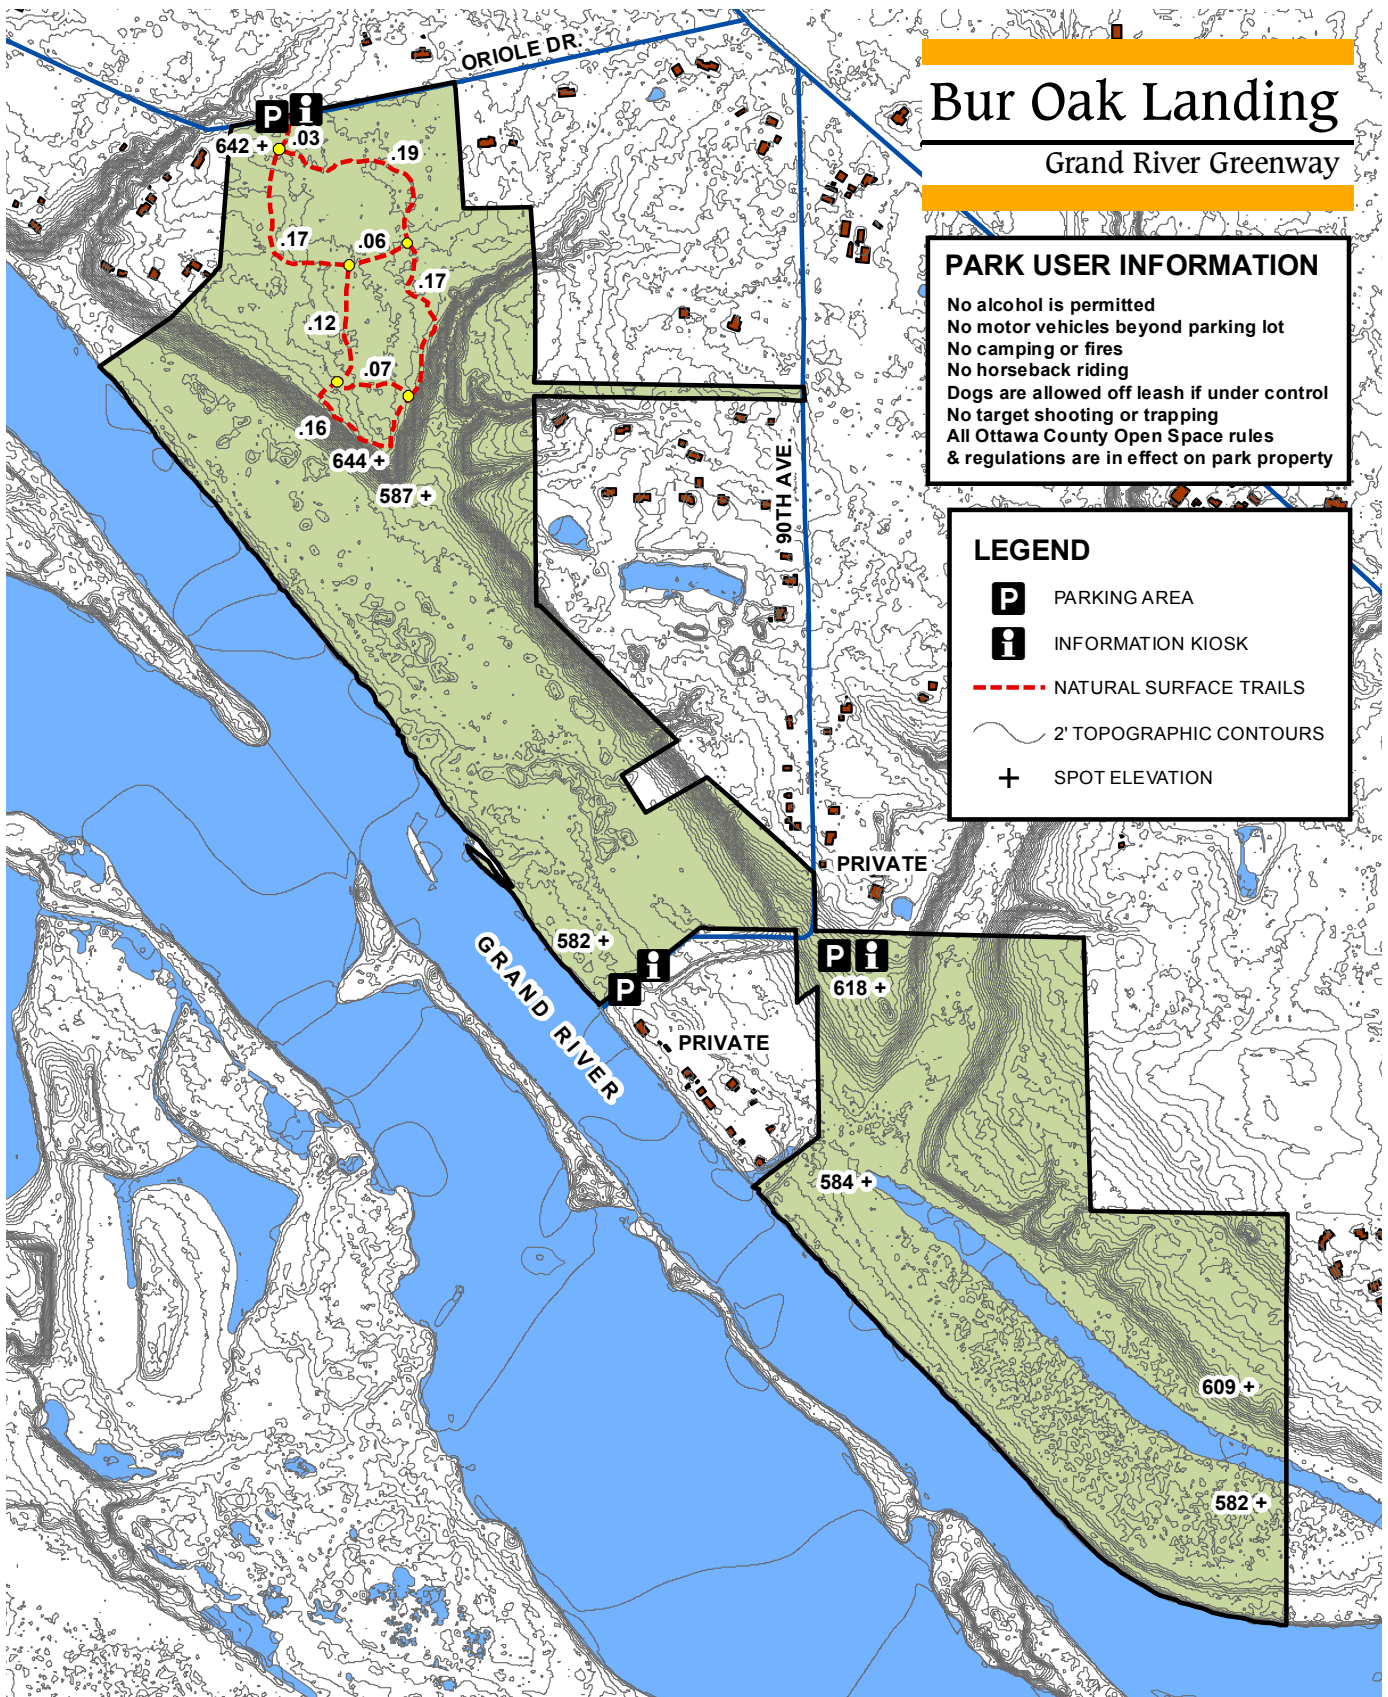 ORIOLE DR.
Bur Oak Landing
Grand River Greenway
P i
642 +
.03
.19
.17
.06
.17
.12
.07
.16
644 +
587 +
PARK USER INFORMATION
No alcohol is permitted
No motor vehicles beyond parking lot
No camping or fires
No horseback riding
Dogs are allowed off leash if under control
No target shooting or trapping
All Ottawa County Open Space rules
& regulations are in effect on park property
90TH AVE.
LEGEND
P PARKING AREA
i INFORMATION KIOSK
NATURAL SURFACE TRAILS
2' TOPOGRAPHIC CONTOURS
+ SPOT ELEVATION
PRIVATE
582 +
P i
GRAND RIVER
P i
618 +
PRIVATE
584 +
609 +
582 +